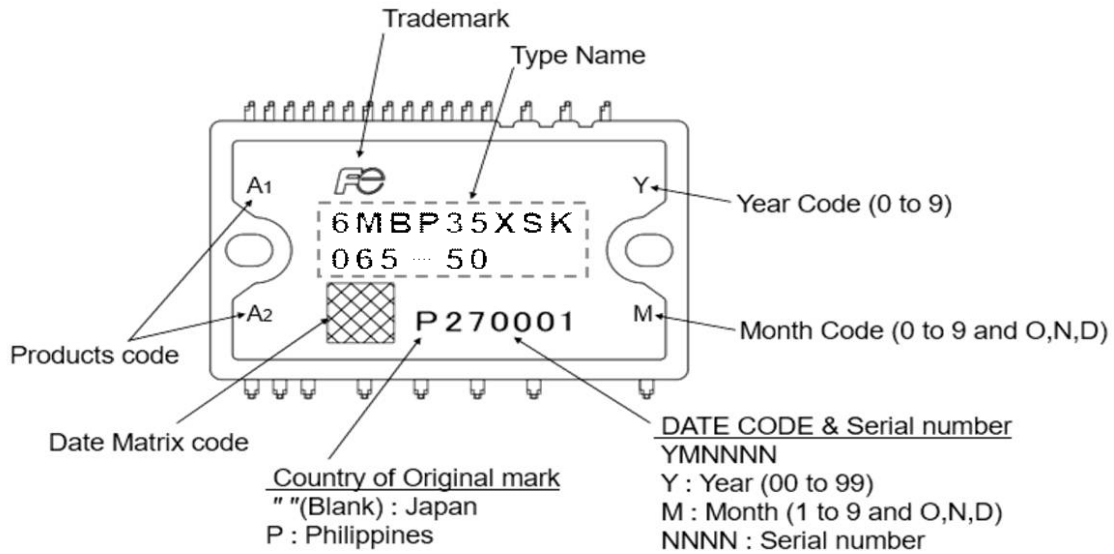 Trademark
Type Name
Fe
A1
Y
Year Code (0 to 9)
6MBP35XSK
065 - 50
A2
P270001
M
Month Code (0 to 9 and O,N,D)
Products code
Date Matrix code
Country of Original mark
" "(Blank) : Japan
P : Philippines
DATE CODE & Serial number
YMNNNN
Y : Year (00 to 99)
M : Month (1 to 9 and O,N,D)
NNNN : Serial number